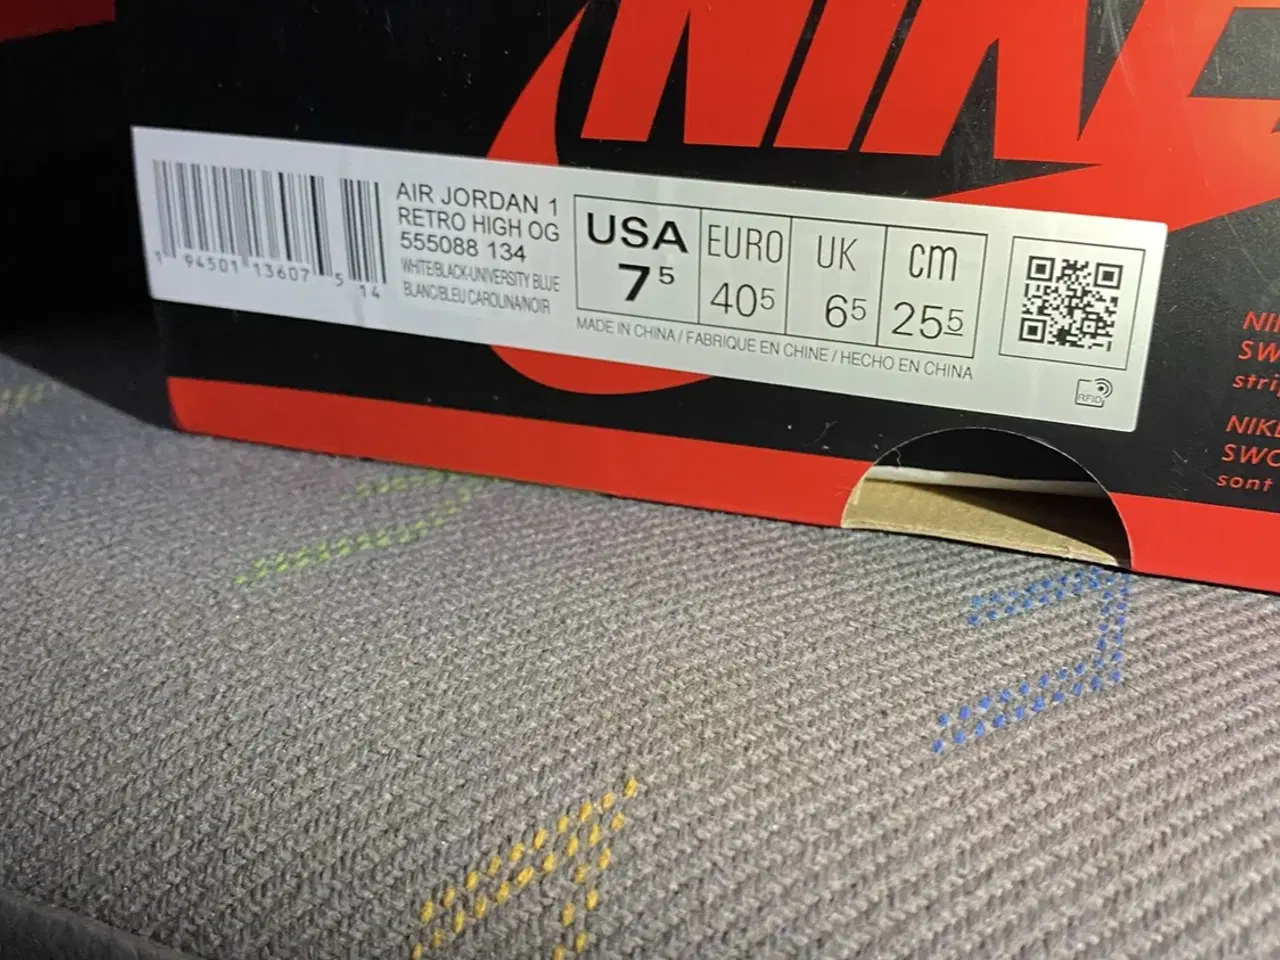 NIKE
AIR JORDAN 1
RETRO HIGH OG
555088 134
WHITE/BLACK-UNIVERSITY BLUE
BLANC/BLEU CAROLINA/NOIR
1 94501 13607 5 14
USA
7 5
EURO
40 5
UK
6 5
cm
25 5
MADE IN CHINA / FABRIQUE EN CHINE / HECHO EN CHINA
RFID
NIKE
sont